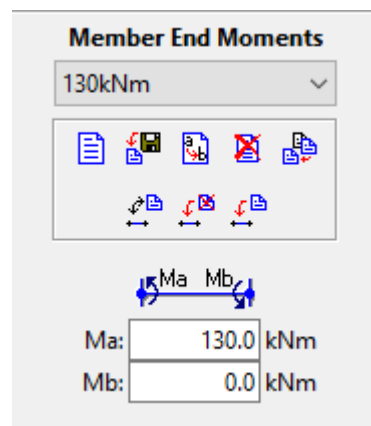 Member End Moments
130kNm
a b
Ma Mb
Ma: 130.0 kNm
Mb: 0.0 kNm